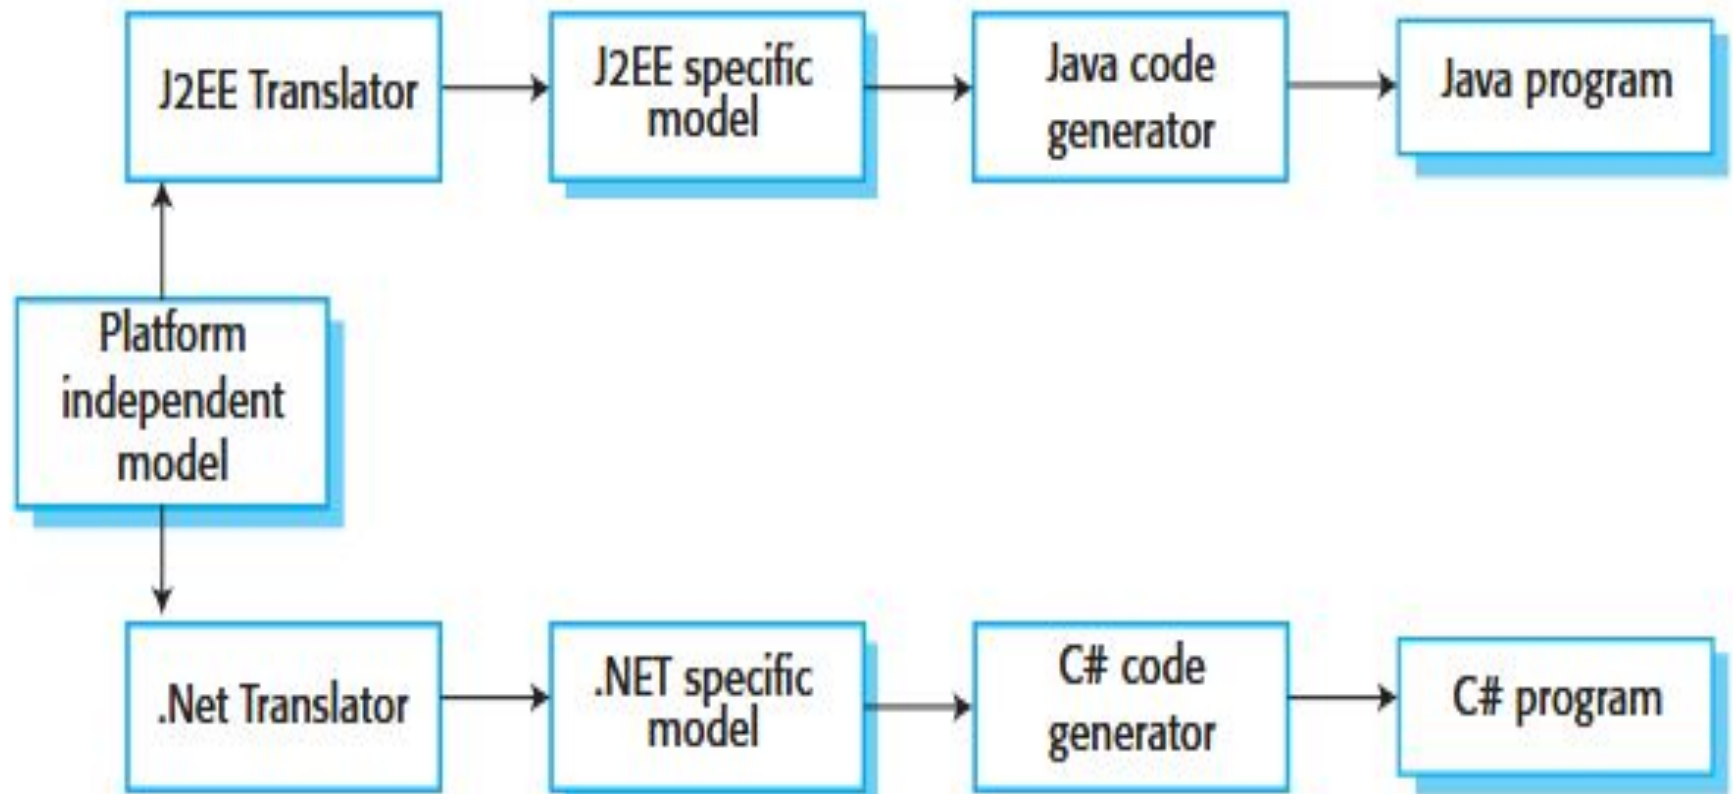 J2EE Translator
J2EE specific
model
Java code
generator
Java program
Platform
independent
model
.Net Translator
.NET specific
model
C# code
generator
C# program